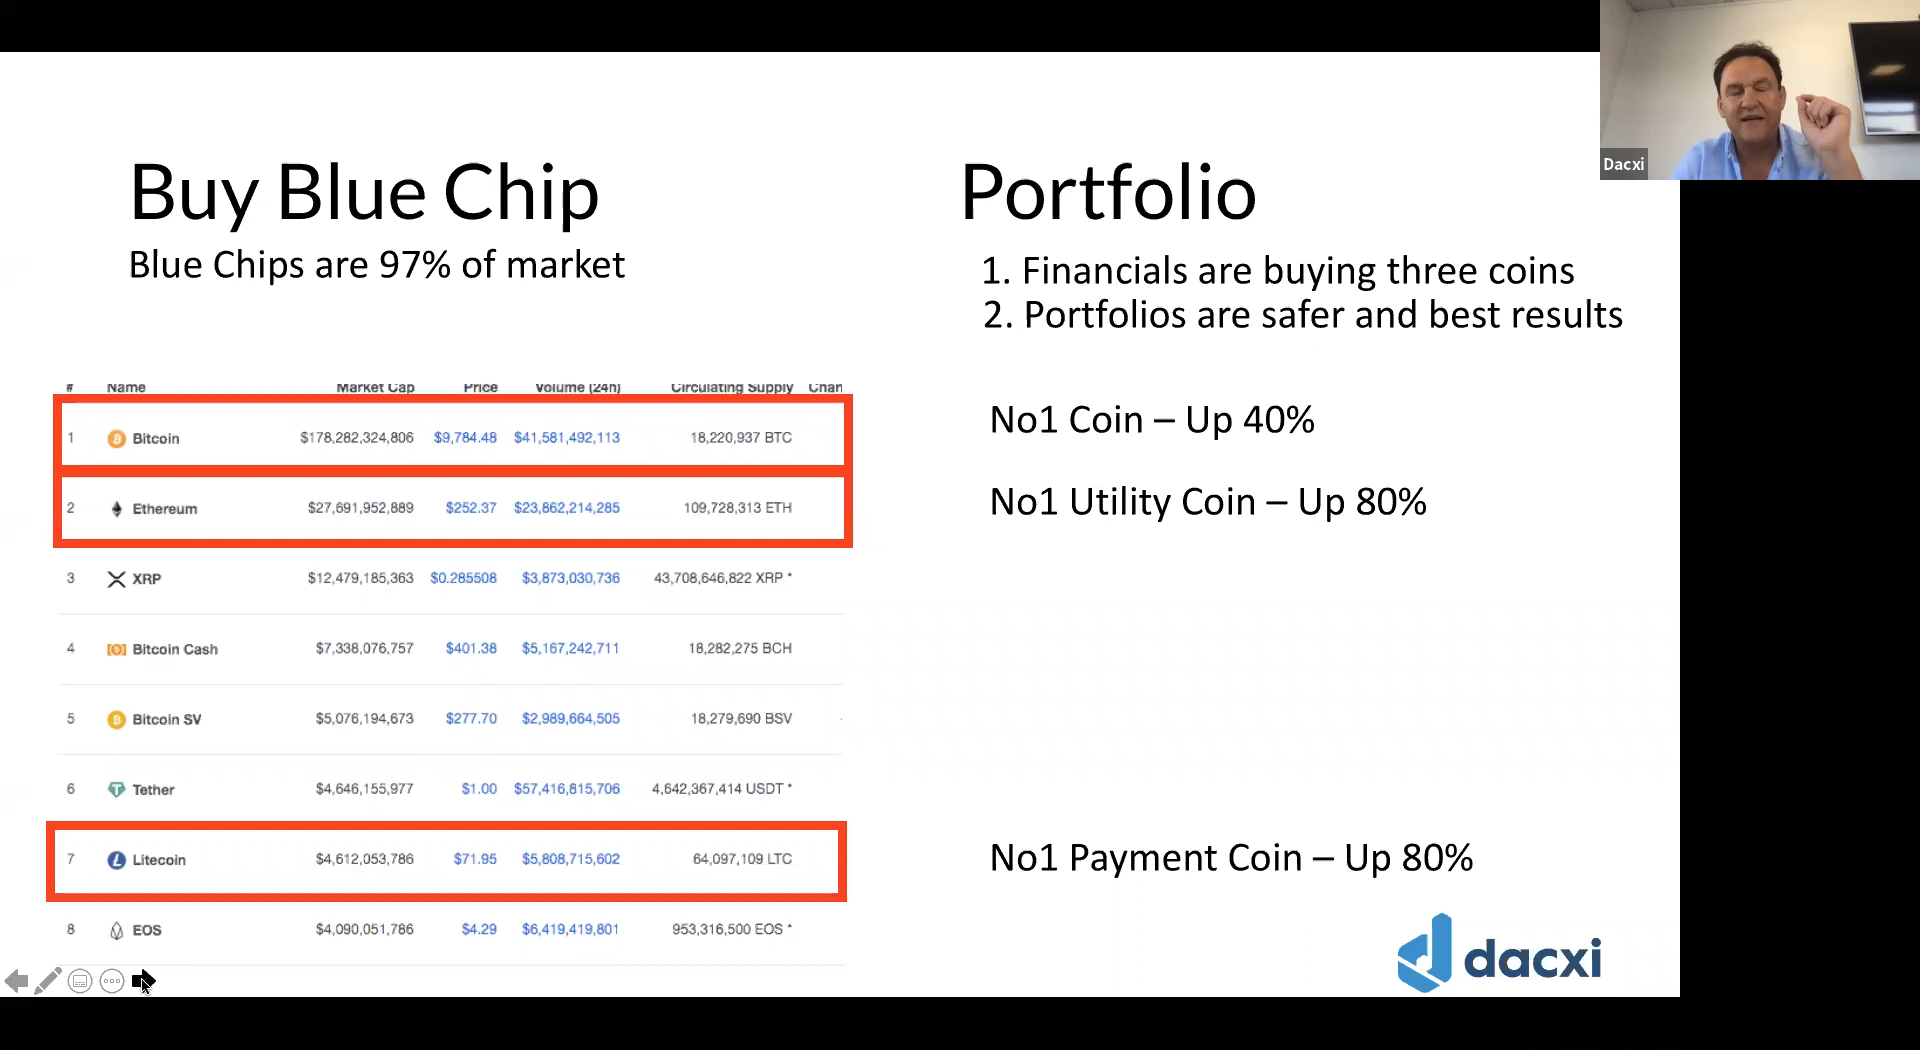 Dacxi
Buy Blue Chip
Blue Chips are 97% of market
Portfolio
1. Financials are buying three coins
2. Portfolios are safer and best results
# Name Market Cap Price Volume (24h) Circulating Supply Chan
1 Bitcoin $178,282,324,806 $9,784.48 $41,581,492,113 18,220,937 BTC
No1 Coin – Up 40%
2 Ethereum $27,691,952,889 $252.37 $23,862,214,285 109,728,313 ETH
No1 Utility Coin – Up 80%
3 XRP $12,479,185,363 $0.285508 $3,873,030,736 43,708,646,822 XRP *
4 Bitcoin Cash $7,338,076,757 $401.38 $5,167,242,711 18,282,275 BCH
5 Bitcoin SV $5,076,194,673 $277.70 $2,989,664,505 18,279,690 BSV
6 Tether $4,646,155,977 $1.00 $57,416,815,706 4,642,367,414 USDT *
7 Litecoin $4,612,053,786 $71.95 $5,808,715,602 64,097,109 LTC
No1 Payment Coin – Up 80%
8 EOS $4,090,051,786 $4.29 $6,419,419,801 953,316,500 EOS *
dacxi